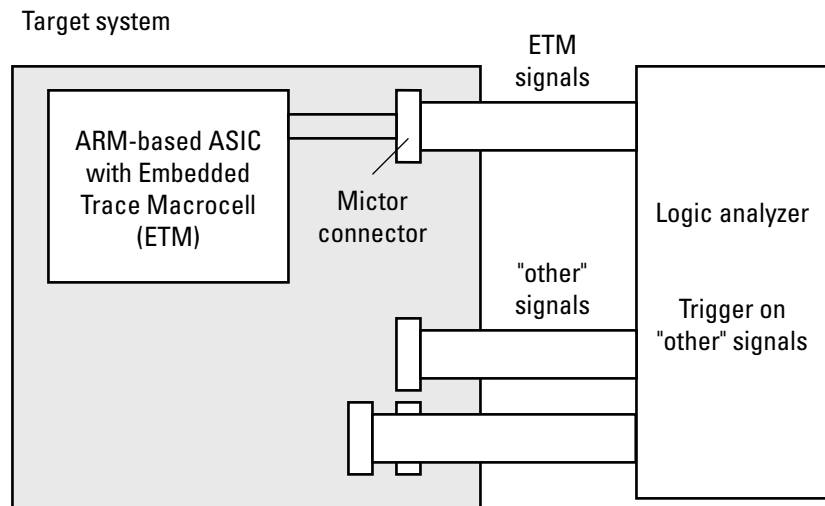 Target system
ETM
signals
ARM-based ASIC
with Embedded
Trace Macrocell
(ETM)
Mictor
connector
Logic analyzer
"other"
signals
Trigger on
"other" signals